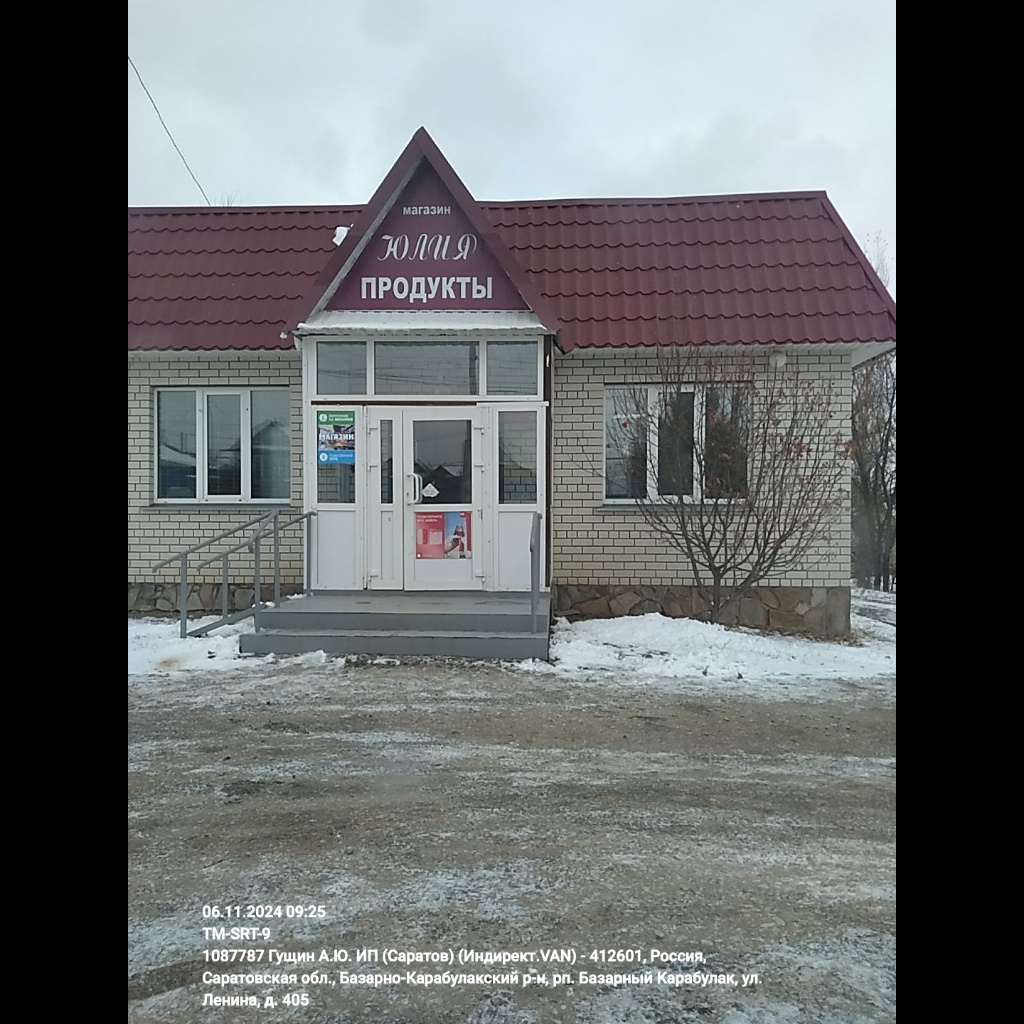 магазин
ЮЛИЯ
ПРОДУКТЫ
МАГАЗИН
06.11.2024 09:25
TM-SRT-9
1087787 Гущин А.Ю. ИП (Саратов) (Индирект.VAN) - 412601, Россия,
Саратовская обл., Базарно-Карабулакский р-н, рп. Базарный Карабулак, ул.
Ленина, д. 405